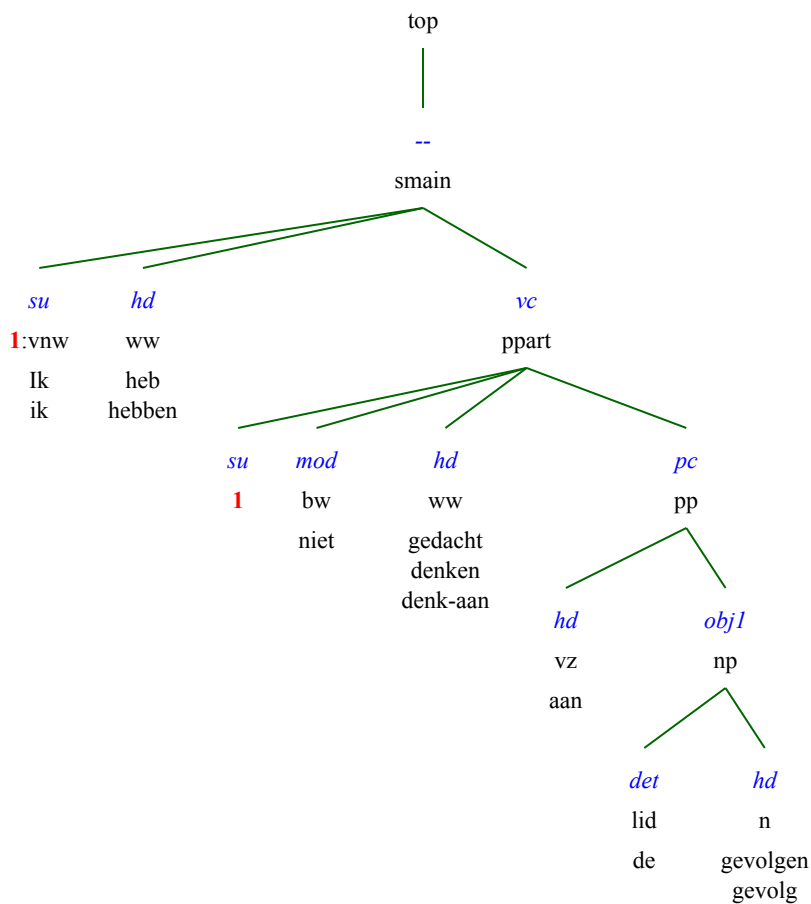 top
--
smain
su hd vc
1:vnw ww ppart
Ik heb
ik hebben
su mod hd pc
1 bw ww pp
niet gedacht
denken
denk-aan
hd obj1
vz np
aan
det hd
lid n
de gevolgen
gevolg